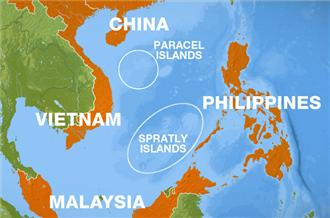 CHINA
PARACEL
ISLANDS
PHILIPPINES
VIETNAM
SPRATLY
ISLANDS
MALAYSIA